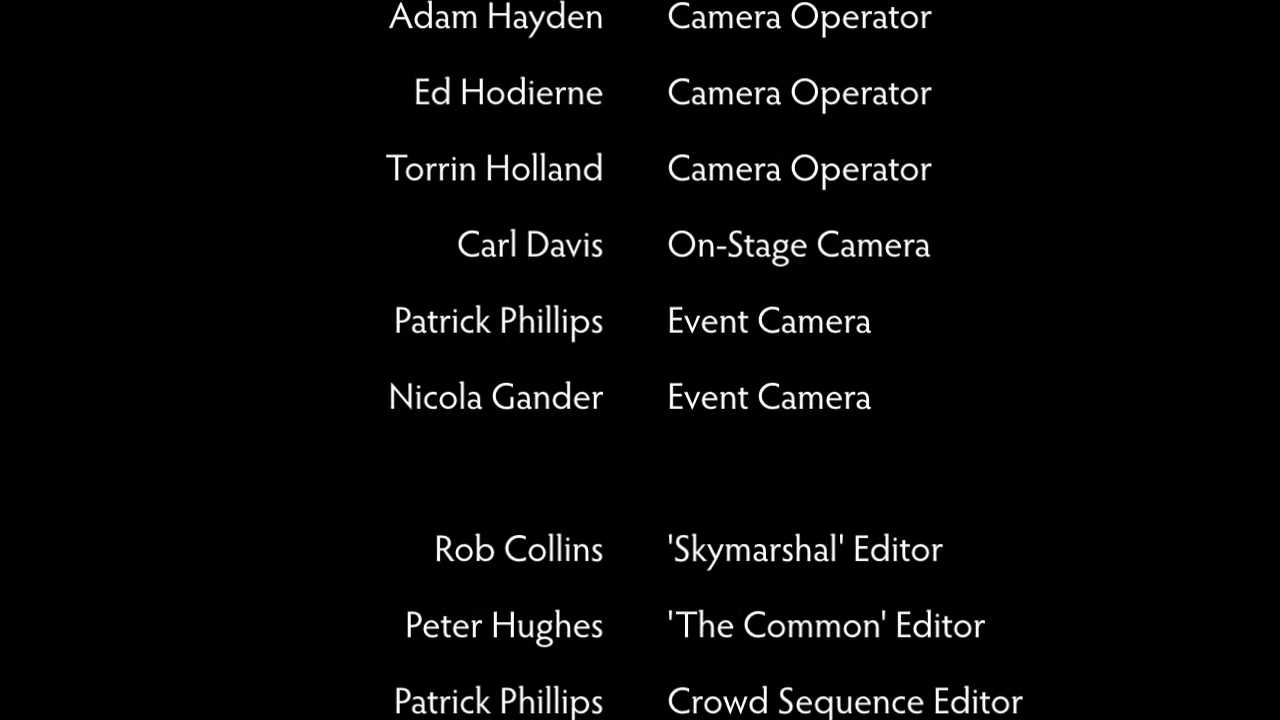 Adam Hayden Camera Operator
Ed Hodierne Camera Operator
Torrin Holland Camera Operator
Carl Davis On-Stage Camera
Patrick Phillips Event Camera
Nicola Gander Event Camera
Rob Collins 'Skymarshal' Editor
Peter Hughes 'The Common' Editor
Patrick Phillips Crowd Sequence Editor